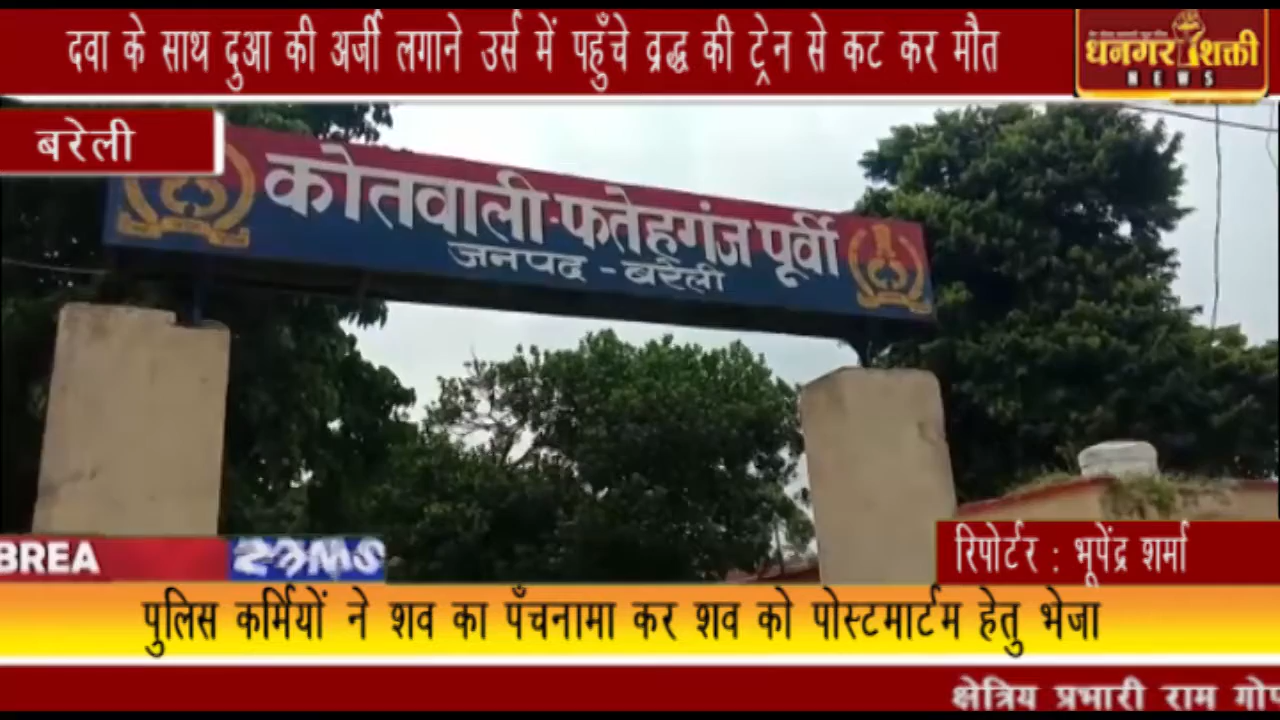 दवा के साथ दुआ की अर्जी लगाने उर्स में पहुँचे व्रद्ध की ट्रेन से कट कर मौत
धनगर शक्ती
NEWS
बरेली
कोतवाली-फतेहगंज पूर्वी
जनपद - बरेली
BREA
रिपोर्टर : भूपेंद्र शर्मा
पुलिस कर्मियों ने शव का पँचनामा कर शव को पोस्टमार्टम हेतु भेजा
क्षेत्रिय प्रभारी राम गोप